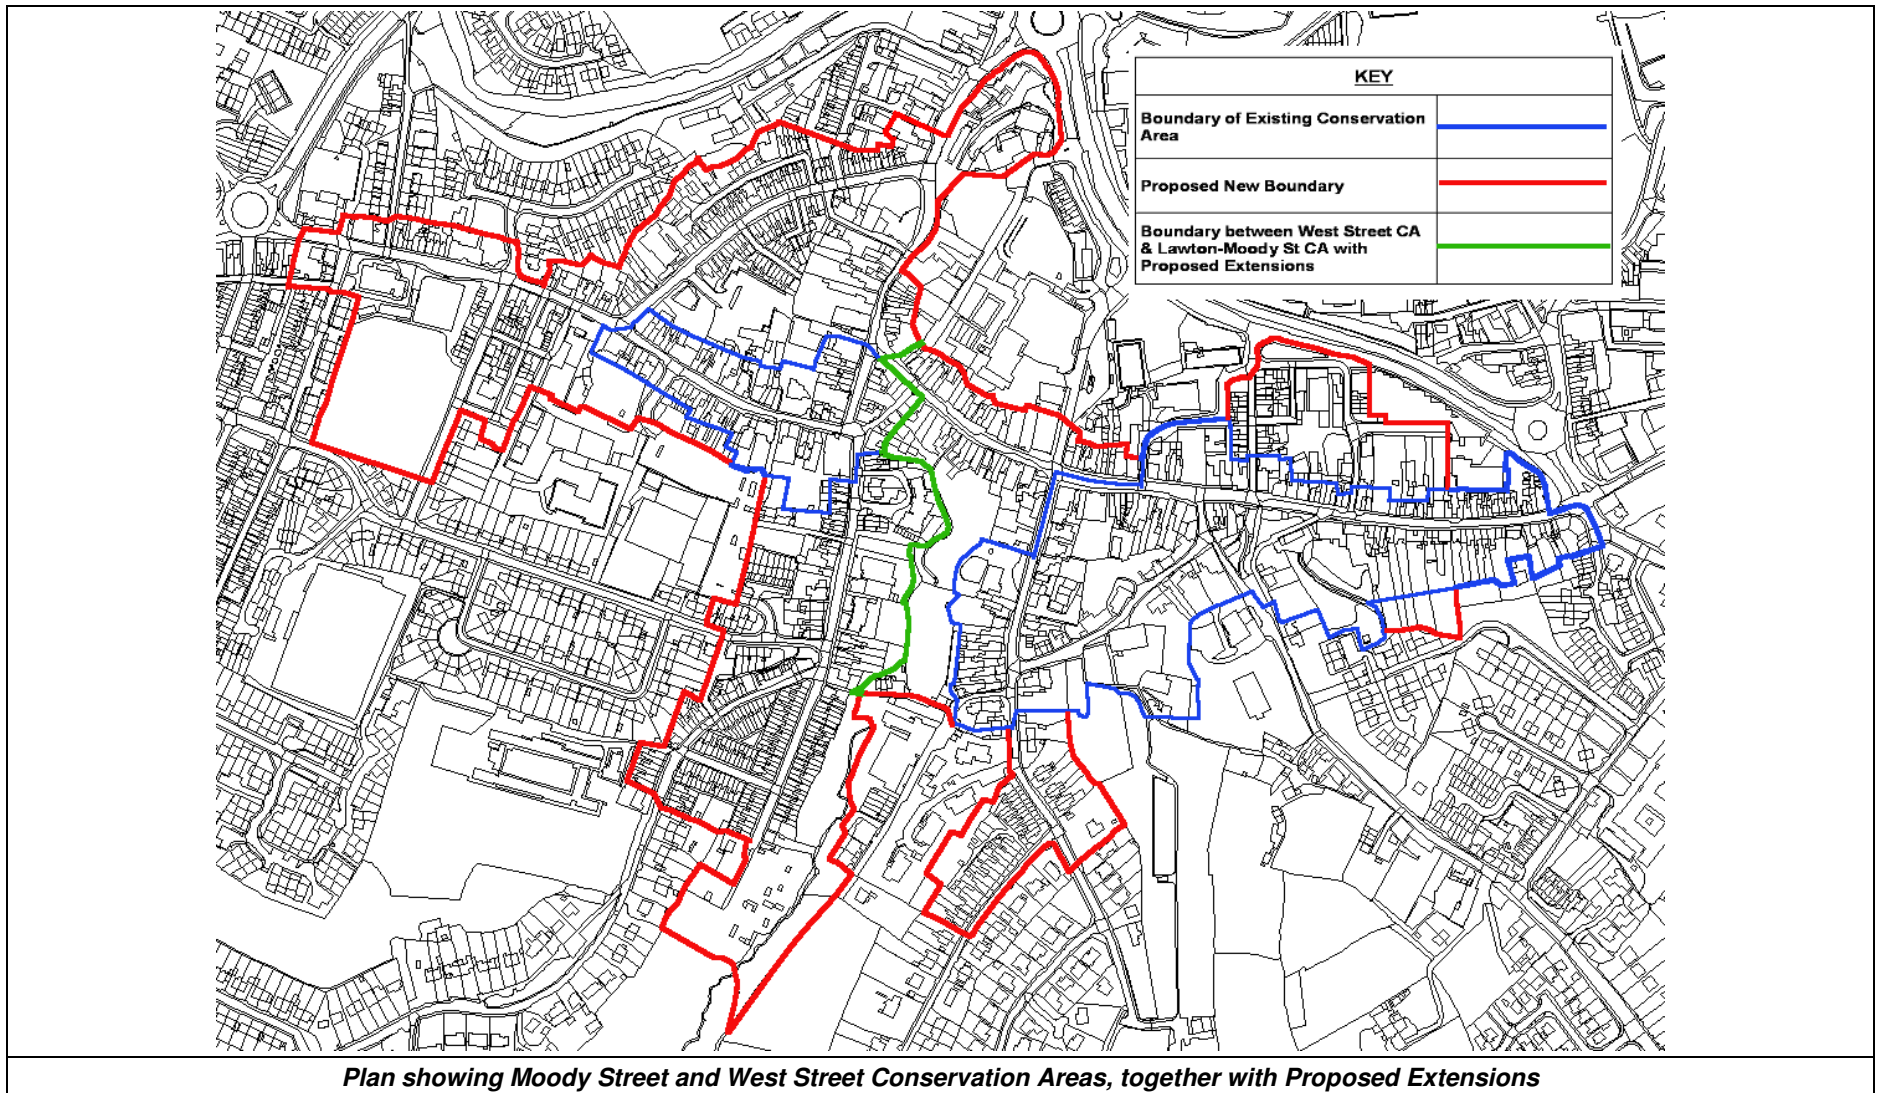 KEY
Boundary of Existing Conservation
Area
Proposed New Boundary
Boundary between West Street CA
& Lawton-Moody St CA with
Proposed Extensions
Plan showing Moody Street and West Street Conservation Areas, together with Proposed Extensions